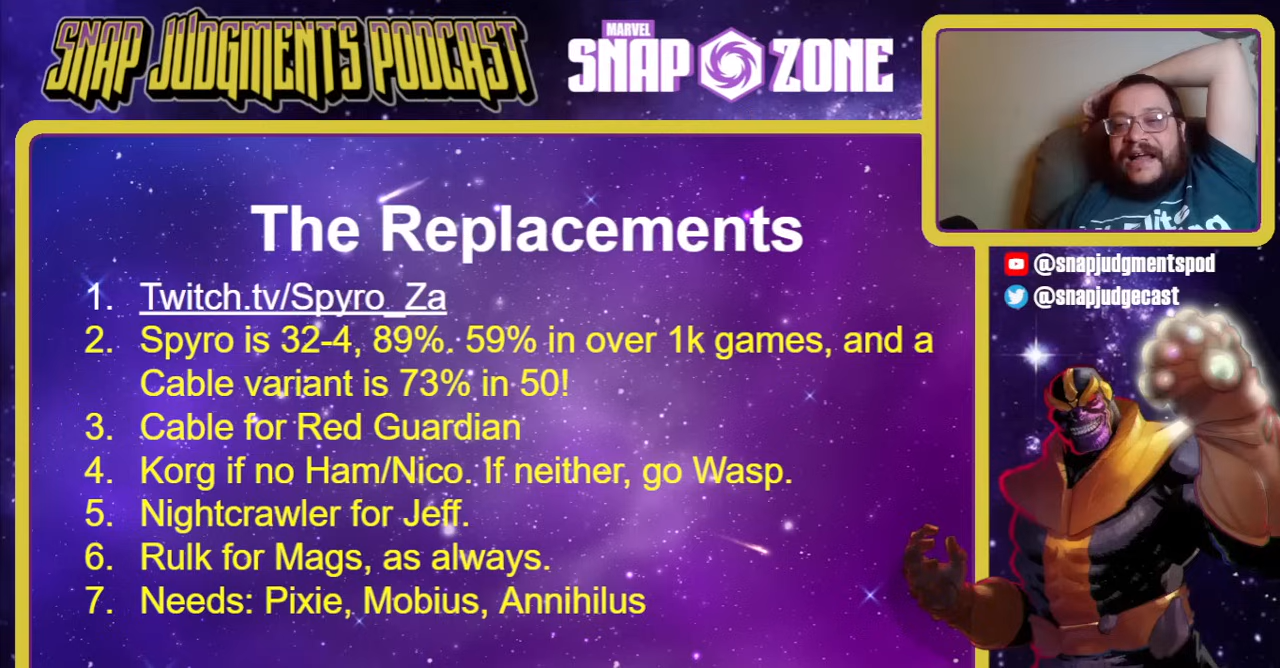 SNAP JUDGMENTS PODCAST
MARVEL
SNAP ZONE
The Replacements
1. Twitch.tv/Spyro_Za
2. Spyro is 32-4, 89%. 59% in over 1k games, and a
Cable variant is 73% in 50!
3. Cable for Red Guardian
4. Korg if no Ham/Nico. If neither, go Wasp.
5. Nightcrawler for Jeff.
6. Rulk for Mags, as always.
7. Needs: Pixie, Mobius, Annihilus
@snapjudgmentspod
@snapjudgecast